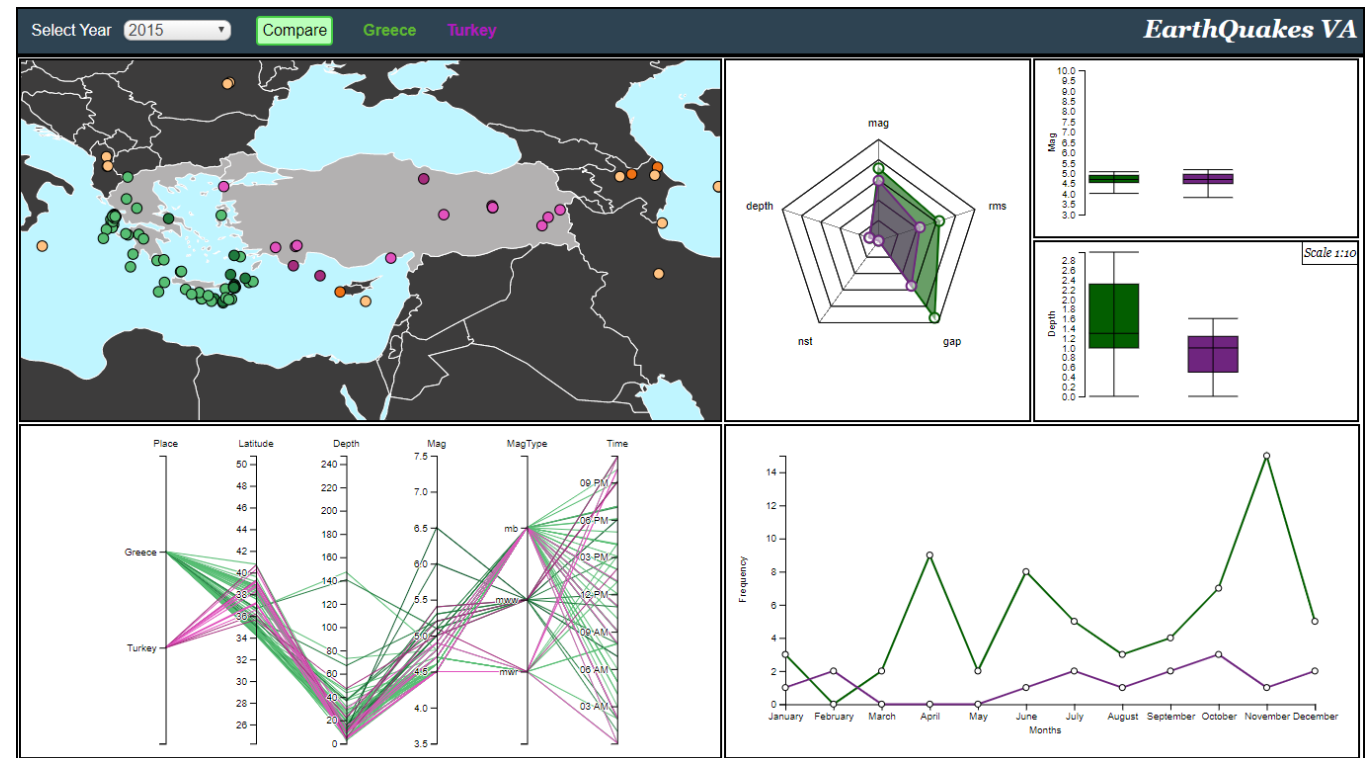 Select Year 2015 Compare Greece Turkey EarthQuakes VA
mag
rms
gap
nst
depth
Mag
10.0
9.5
9.0
8.5
8.0
7.5
7.0
6.5
6.0
5.5
5.0
4.5
4.0
3.5
3.0
Scale 1:10
Depth
2.8
2.6
2.4
2.2
2.0
1.8
1.6
1.4
1.2
1.0
0.8
0.6
0.4
0.2
0.0
Place Latitude Depth Mag MagType Time
Greece
Turkey
50
48
46
44
42
40
38
36
34
32
30
28
26
240
220
200
180
160
140
120
100
80
60
40
20
0
7.5
7.0
6.5
6.0
5.5
5.0
4.5
4.0
3.5
mb
mww
mwr
09 PM
06 PM
03 PM
12 PM
09 AM
06 AM
03 AM
Frequency
14
12
10
8
6
4
2
0
January February March April May June July August September October November December
Months